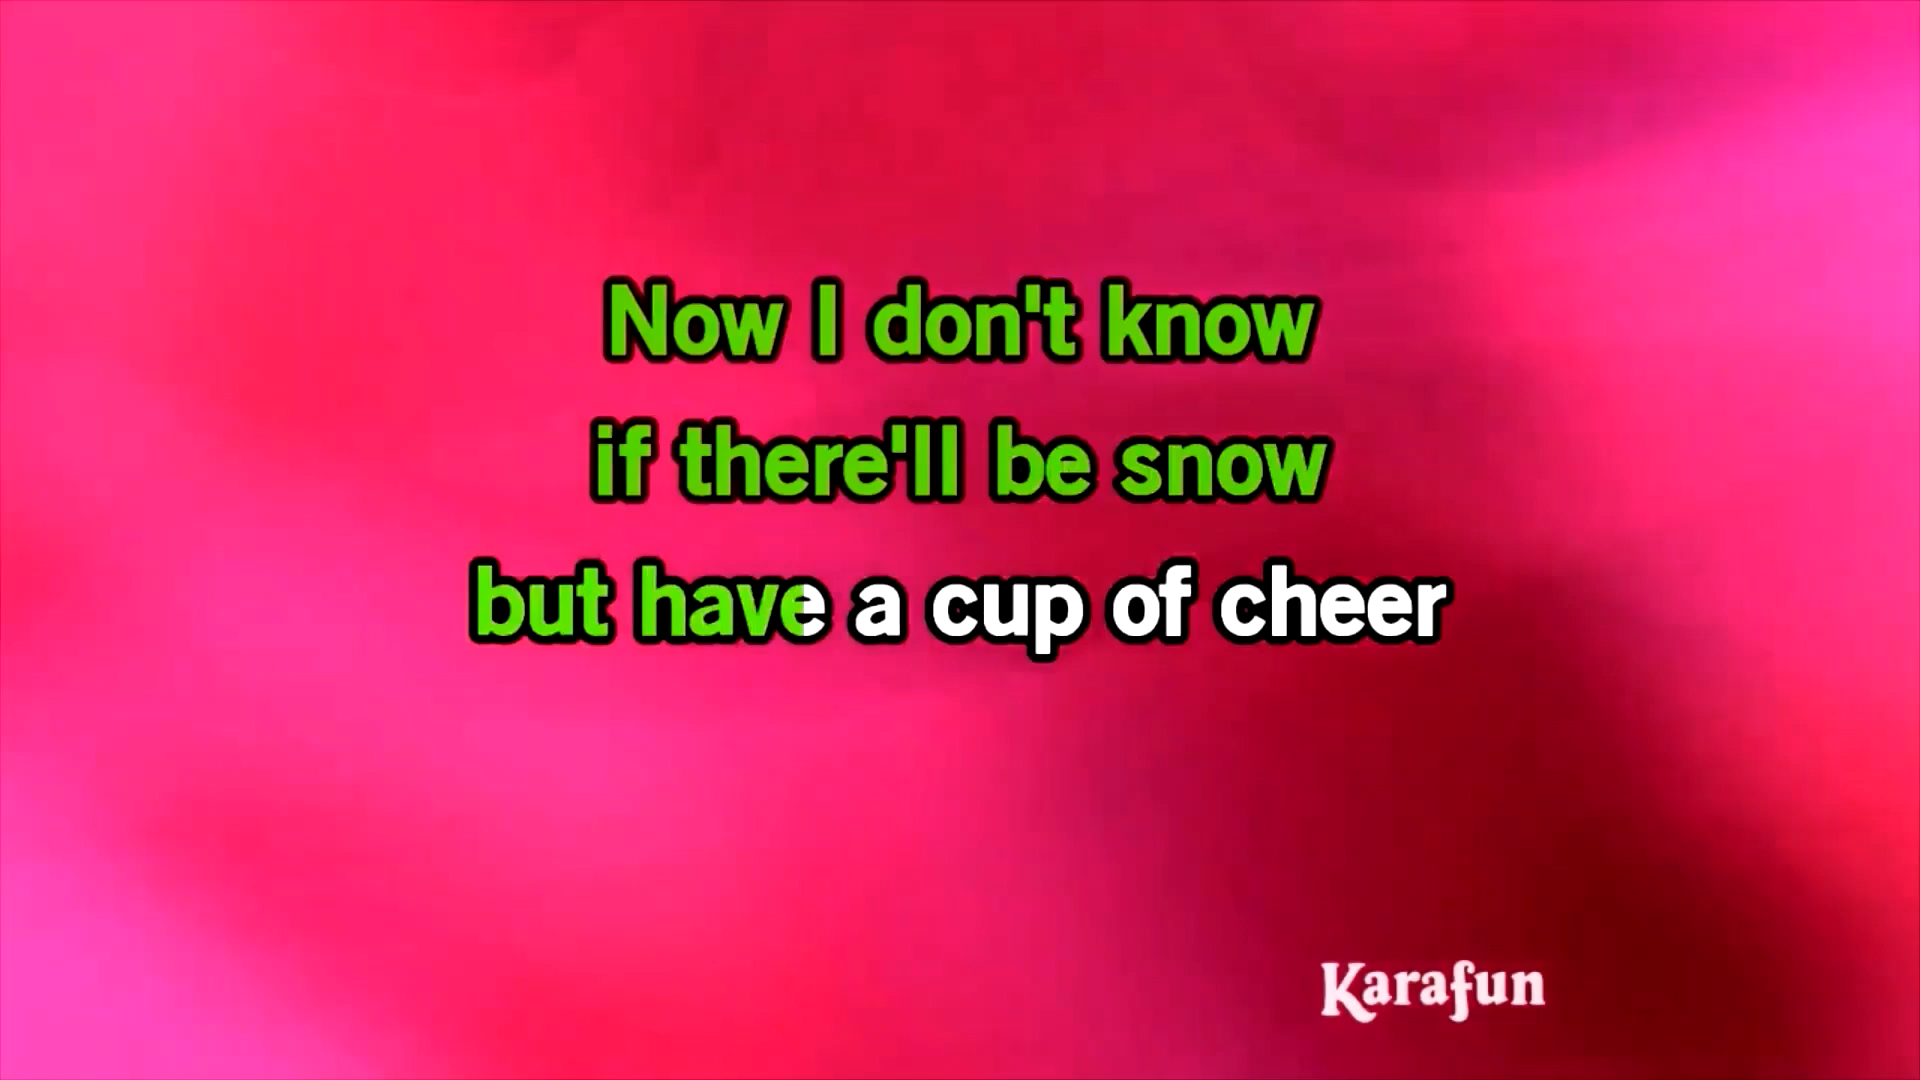 Now I don't know
if there'll be snow
but have a cup of cheer
Karafun